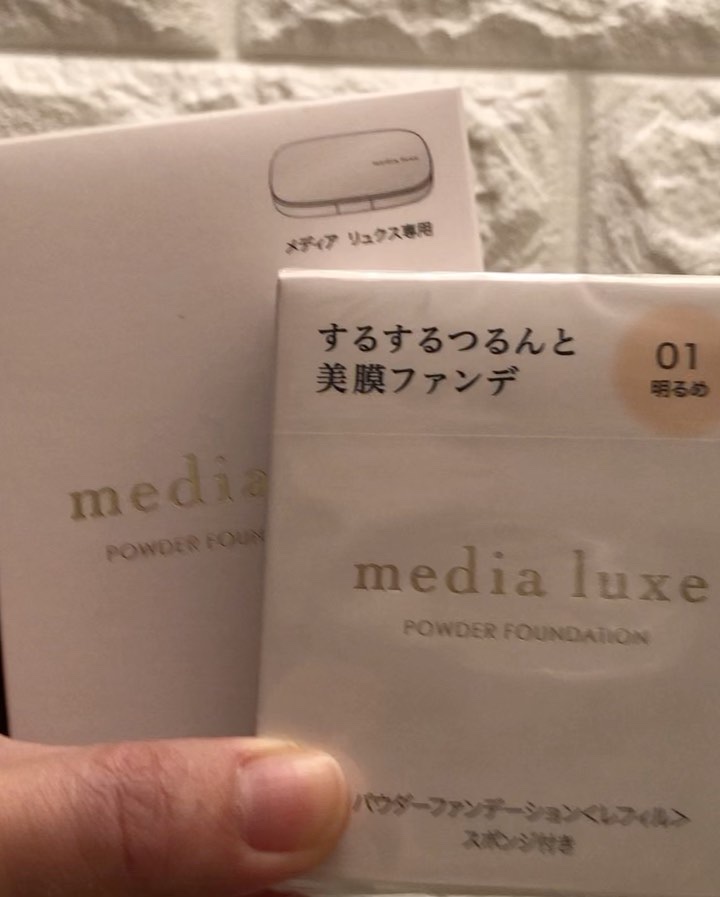 メディア リュクス専用
media
POWDER FOUN
するするつるんと
美膜ファンデ
01
明るめ
media luxe
POWDER FOUNDATION
パウダーファンデーション<レフィル>
スポンジ付き